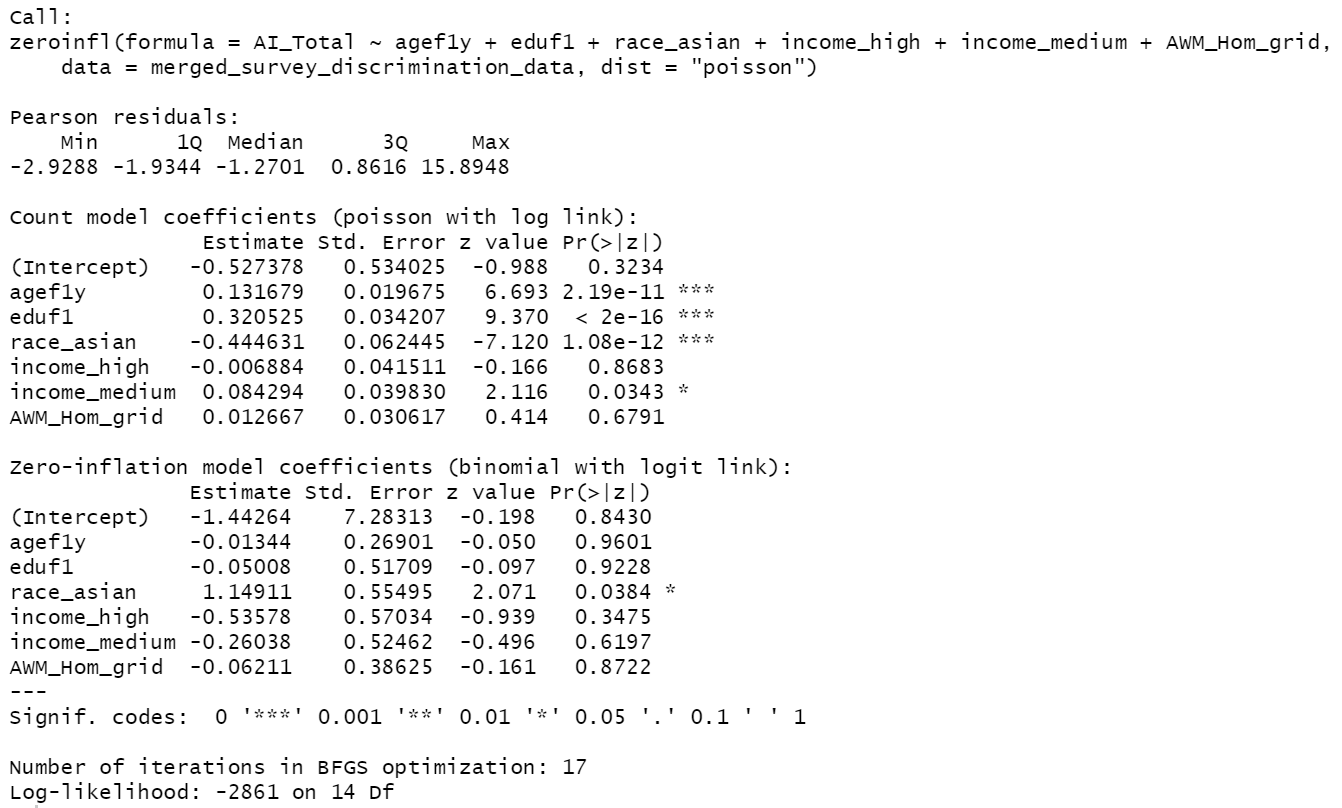 Call:
zeroinfl(formula = AI_Total ~ agef1y + eduf1 + race_asian + income_high + income_medium + AWM_Hom_grid,
    data = merged_survey_discrimination_data, dist = "poisson")

Pearson residuals:
    Min      1Q  Median      3Q     Max
-2.9288 -1.9344 -1.2701  0.8616 15.8948

Count model coefficients (poisson with log link):
               Estimate Std. Error z value Pr(>|z|)
(Intercept)   -0.527378   0.534025  -0.988   0.3234
agef1y         0.131679   0.019675   6.693 2.19e-11 ***
eduf1          0.320525   0.034207   9.370  < 2e-16 ***
race_asian    -0.444631   0.062445  -7.120 1.08e-12 ***
income_high   -0.006884   0.041511  -0.166   0.8683
income_medium  0.084294   0.039830   2.116   0.0343 *
AWM_Hom_grid   0.012667   0.030617   0.414   0.6791

Zero-inflation model coefficients (binomial with logit link):
              Estimate Std. Error z value Pr(>|z|)
(Intercept)   -1.44264    7.28313  -0.198   0.8430
agef1y        -0.01344    0.26901  -0.050   0.9601
eduf1         -0.05008    0.51709  -0.097   0.9228
race_asian     1.14911    0.55495   2.071   0.0384 *
income_high   -0.53578    0.57034  -0.939   0.3475
income_medium -0.26038    0.52462  -0.496   0.6197
AWM_Hom_grid  -0.06211    0.38625  -0.161   0.8722
---
Signif. codes:  0 '***' 0.001 '**' 0.01 '*' 0.05 '.' 0.1 ' ' 1

Number of iterations in BFGS optimization: 17
Log-likelihood: -2861 on 14 Df